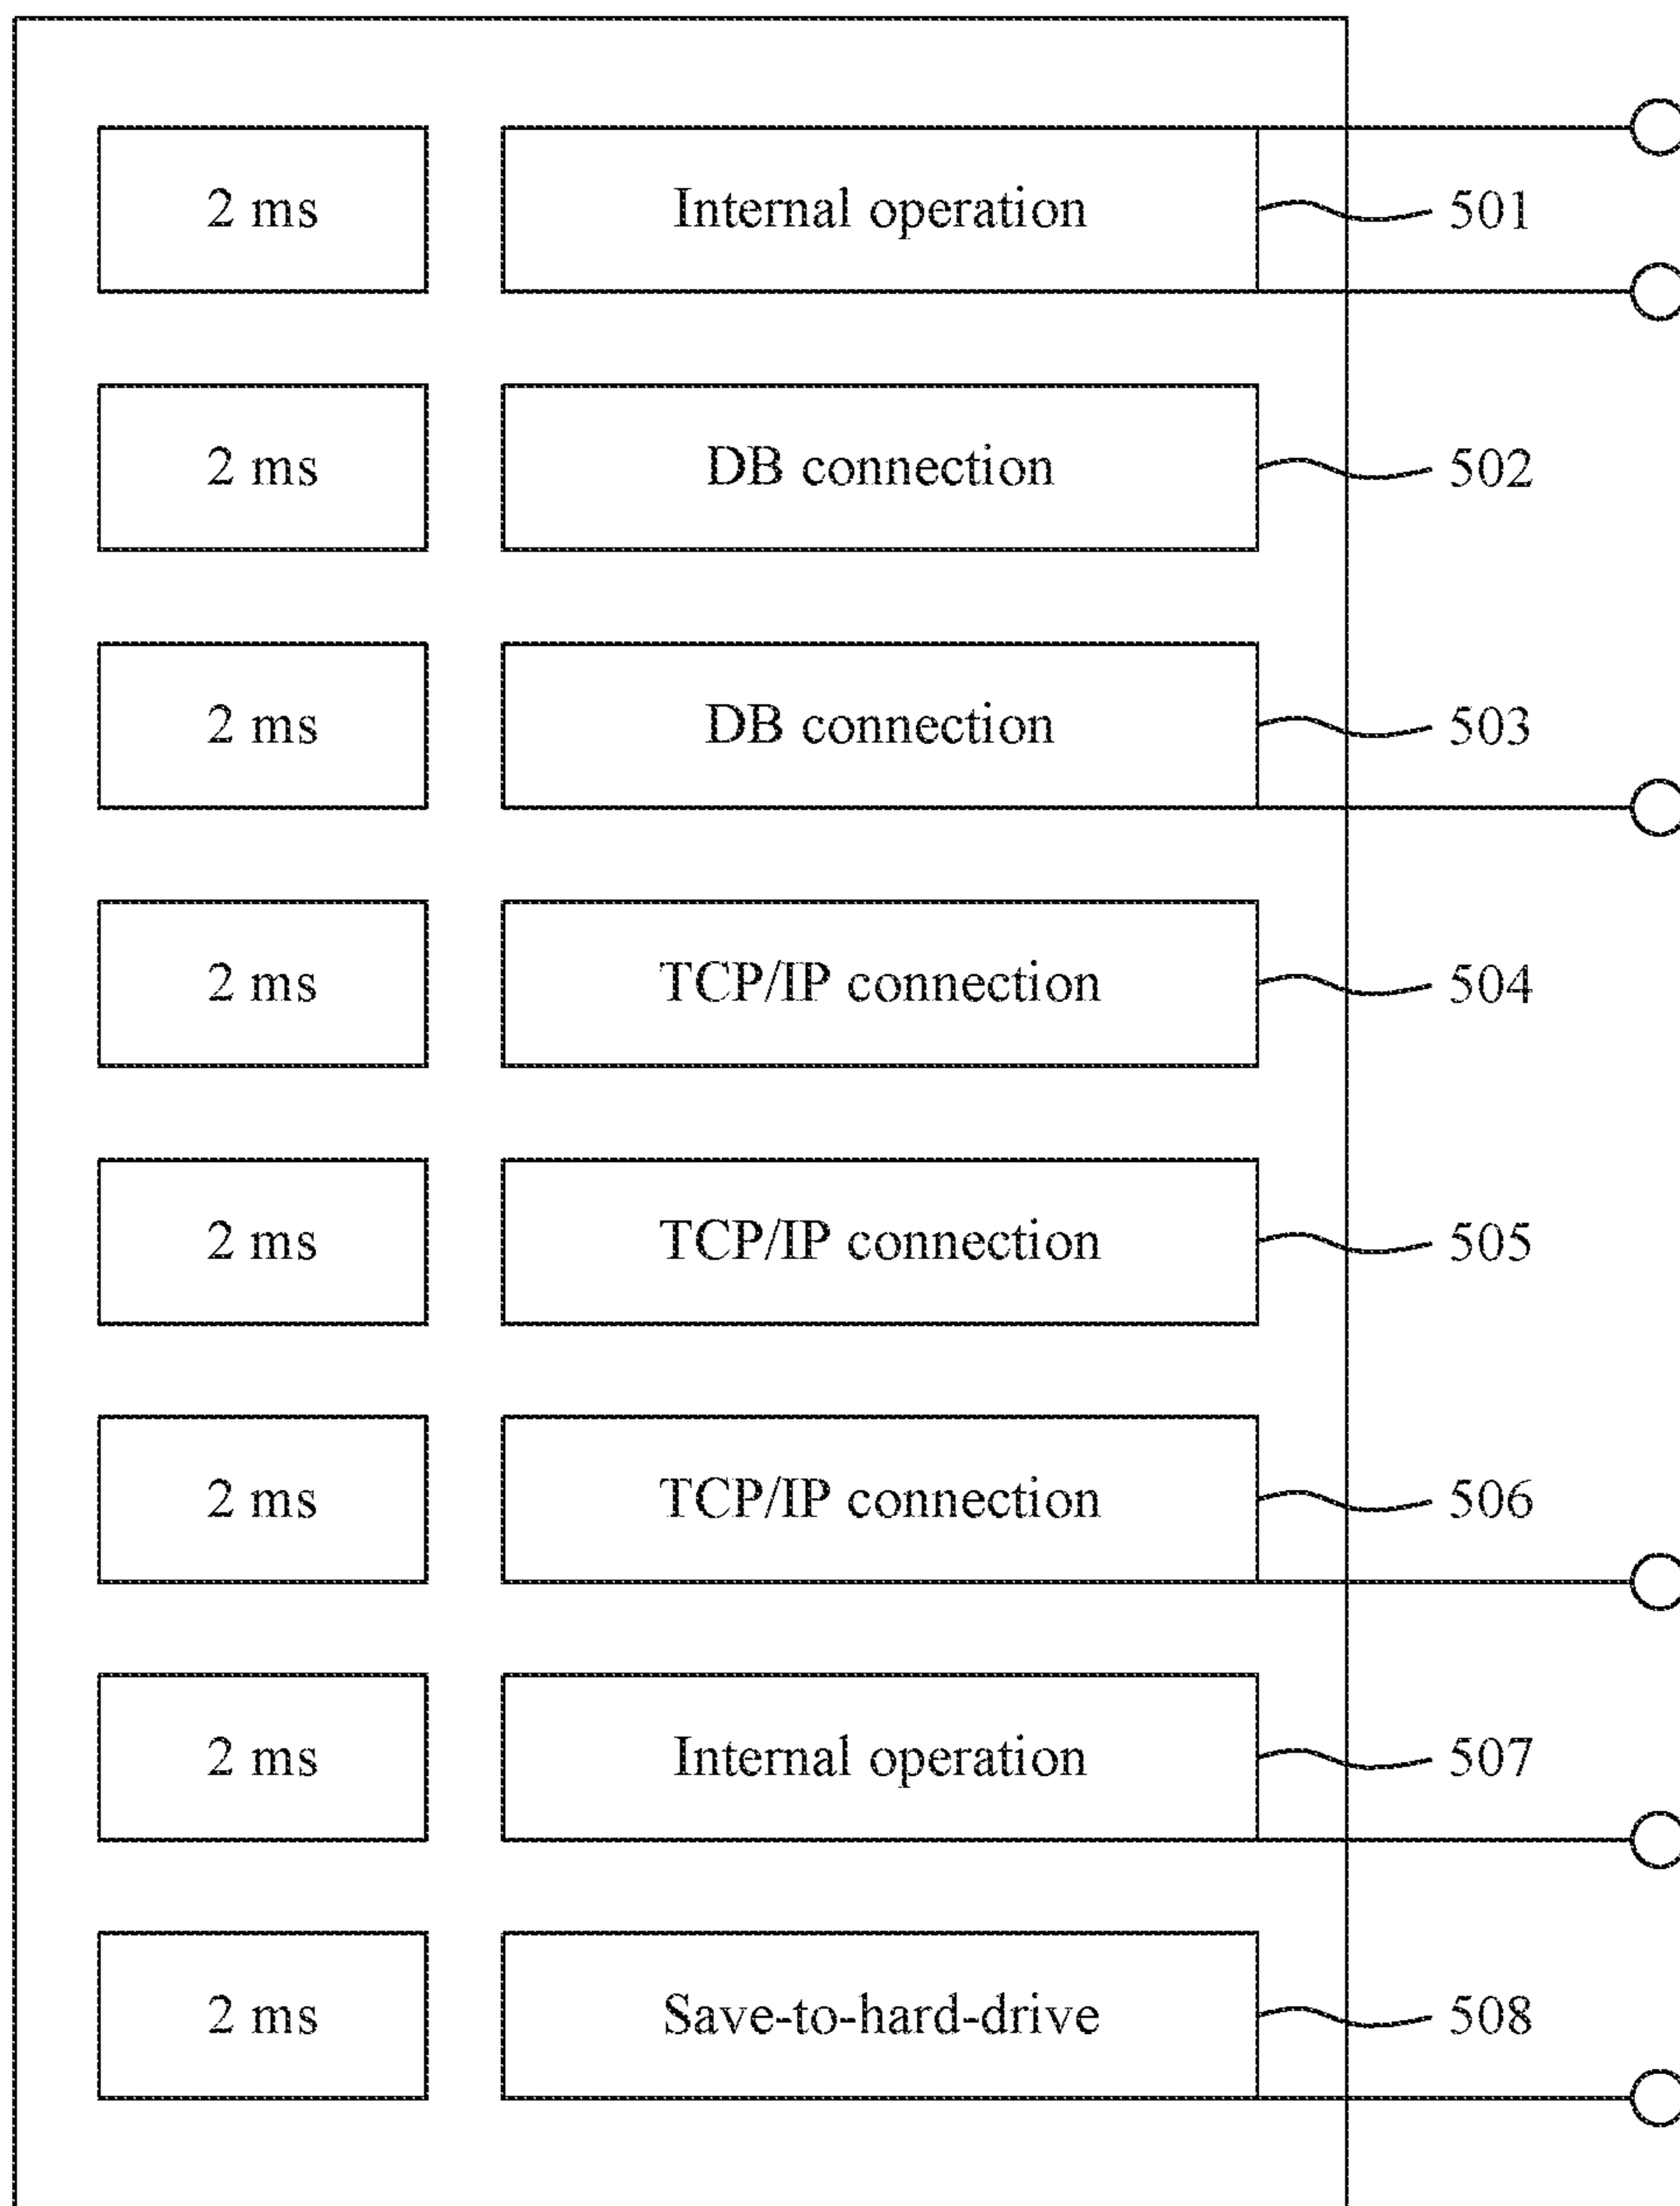 2 ms Internal operation 501
2 ms DB connection 502
2 ms DB connection 503
2 ms TCP/IP connection 504
2 ms TCP/IP connection 505
2 ms TCP/IP connection 506
2 ms Internal operation 507
2 ms Save-to-hard-drive 508